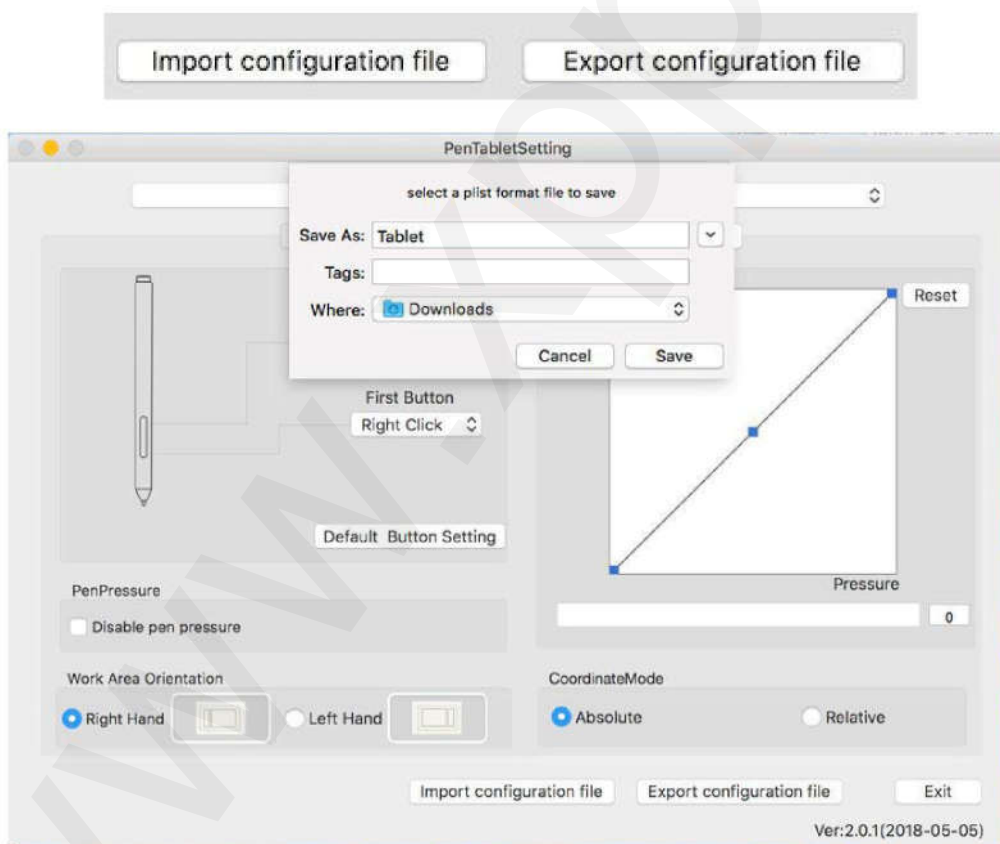 Import configuration file
Export configuration file
PenTabletSetting
select a plist format file to save
Save As: Tablet
Tags:
Where: Downloads
Cancel
Save
Reset
First Button
Right Click
Default Button Setting
PenPressure
Disable pen pressure
Pressure
0
Work Area Orientation
Right Hand
Left Hand
CoordinateMode
Absolute
Relative
Import configuration file
Export configuration file
Exit
Ver:2.0.1(2018-05-05)